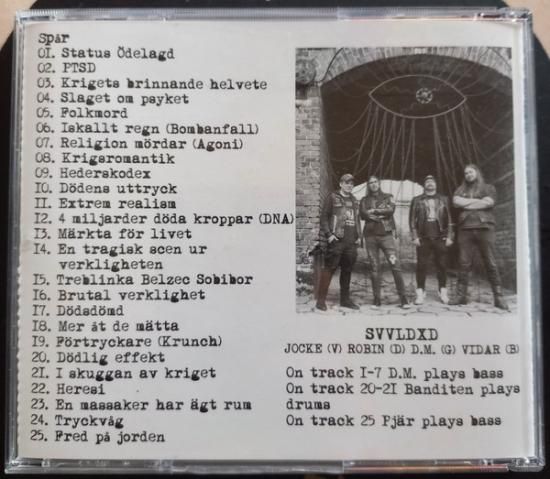 Spår
01. Status Ödelagd
02. PTSD
03. Krigets brinnande helvete
04. Slaget om psyket
05. Folkmord
06. Iskallt regn (Bombanfall)
07. Religion mördar (Agoni)
08. Krigsromantik
09. Hederskodex
10. Dödens uttryck
11. Extrem realism
12. 4 miljarder döda kroppar (DNA)
13. Märkta för livet
14. En tragisk scen ur
verkligheten
15. Treblinka Belzec Sobibor
16. Brutal verklighet
17. Dödsdömd
18. Mer åt de mätta
19. Förtryckare (Krunch)
20. Dödlig effekt
21. I skuggan av kriget
22. Heresi
23. En massaker har ägt rum
24. Tryckvåg
25. Fred på jorden
SVVLDXD
JOCKE (V) ROBIN (D) D.M. (G) VIDAR (B)
On track 1-7 D.M. plays bass
On track 20-21 Banditen plays
drums
On track 25 Fjär plays bass